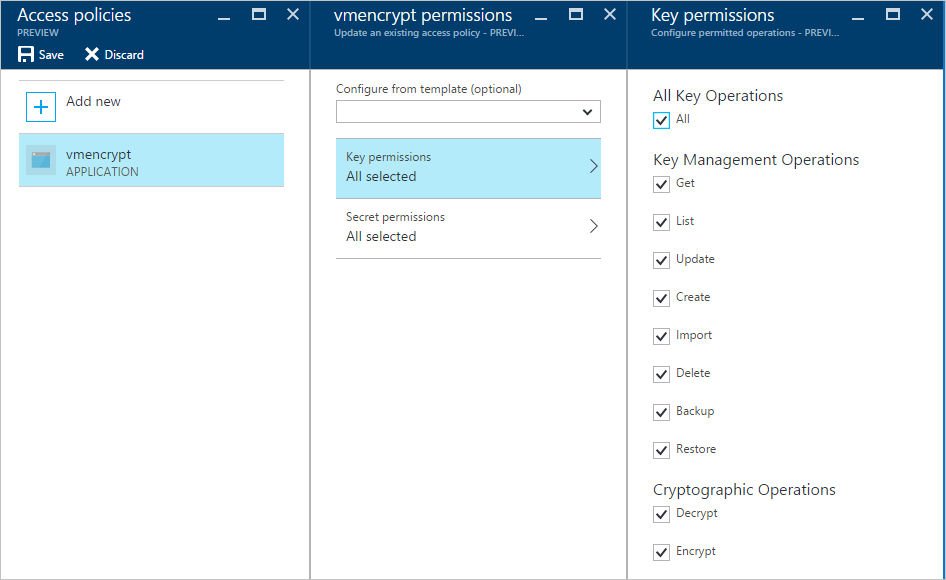 Access policies
PREVIEW
Save Discard
Add new
vmencrypt
APPLICATION
vmencrypt permissions
Update an existing access policy - PREVI...
Configure from template (optional)
Key permissions
All selected
Secret permissions
All selected
Key permissions
Configure permitted operations - PREVI...
All Key Operations
All
Key Management Operations
Get
List
Update
Create
Import
Delete
Backup
Restore
Cryptographic Operations
Decrypt
Encrypt